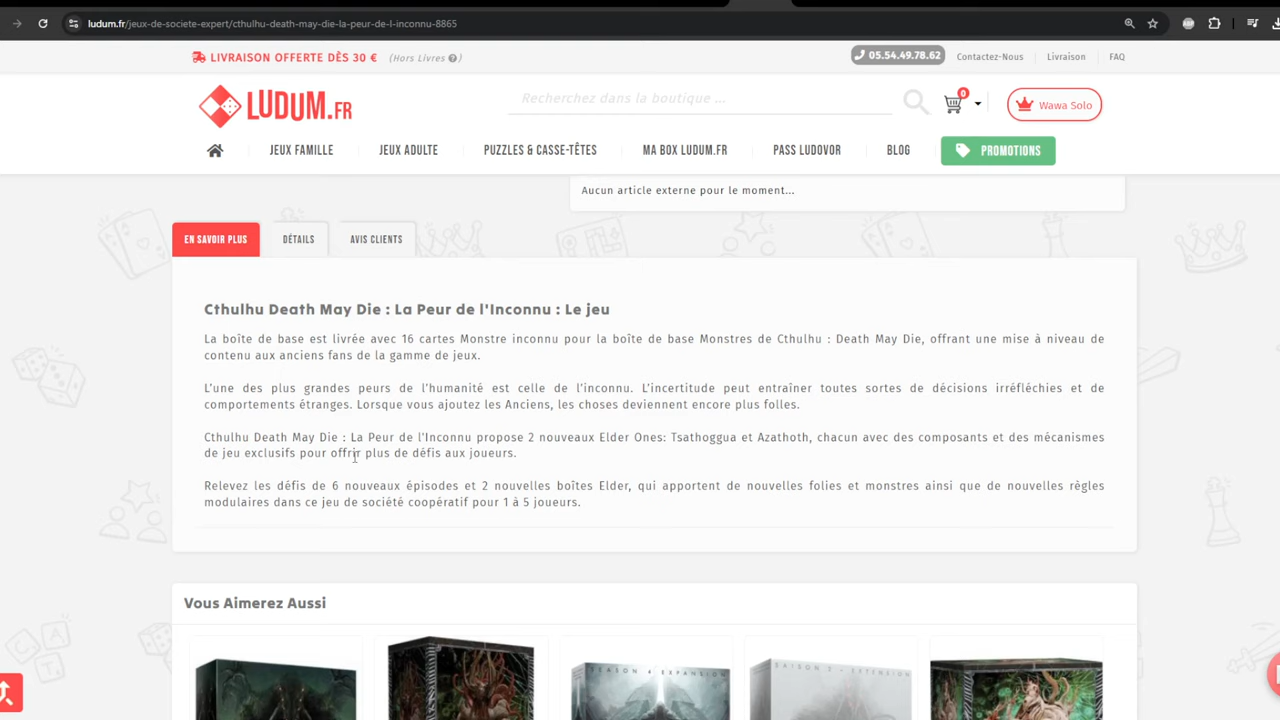 ludum.fr/jeux-de-societe-expert/cthulhu-death-may-die-la-peur-de-l-inconnu-8865
LIVRAISON OFFERTE DÈS 30 € (Hors Livres ?)
05.54.49.78.62 Contactez-Nous Livraison FAQ
LUDUM.FR
Recherchez dans la boutique ...
0
Wawa Solo
JEUX FAMILLE JEUX ADULTE PUZZLES & CASSE-TÊTES MA BOX LUDUM.FR PASS LUDOVOR BLOG PROMOTIONS
Aucun article externe pour le moment...
EN SAVOIR PLUS DÉTAILS AVIS CLIENTS
Cthulhu Death May Die : La Peur de l'Inconnu : Le jeu
La boîte de base est livrée avec 16 cartes Monstre inconnu pour la boîte de base Monstres de Cthulhu : Death May Die, offrant une mise à niveau de
contenu aux anciens fans de la gamme de jeux.
L'une des plus grandes peurs de l'humanité est celle de l'inconnu. L'incertitude peut entraîner toutes sortes de décisions irréfléchies et de
comportements étranges. Lorsque vous ajoutez les Anciens, les choses deviennent encore plus folles.
Cthulhu Death May Die : La Peur de l'Inconnu propose 2 nouveaux Elder Ones: Tsathoggua et Azathoth, chacun avec des composants et des mécanismes
de jeu exclusifs pour offrir plus de défis aux joueurs.
Relevez les défis de 6 nouveaux épisodes et 2 nouvelles boîtes Elder, qui apportent de nouvelles folies et monstres ainsi que de nouvelles règles
modulaires dans ce jeu de société coopératif pour 1 à 5 joueurs.
Vous Aimerez Aussi
SEASON 4 EXPANSION
SAISON 3 - EXTENSION